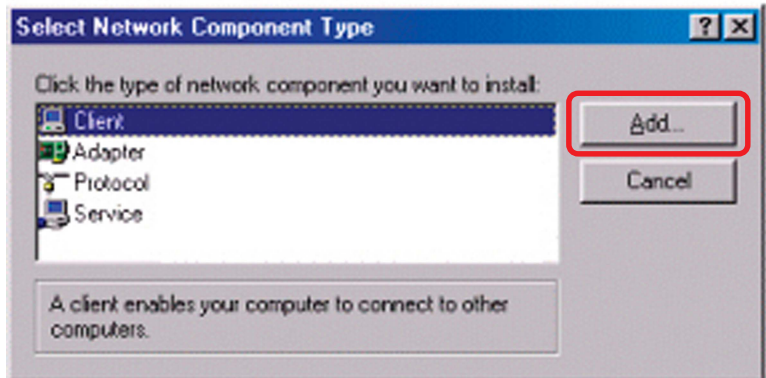 Select Network Component Type
Click the type of network component you want to install:
Client
Add...
Adapter
Protocol
Cancel
Service
A client enables your computer to connect to other
computers.